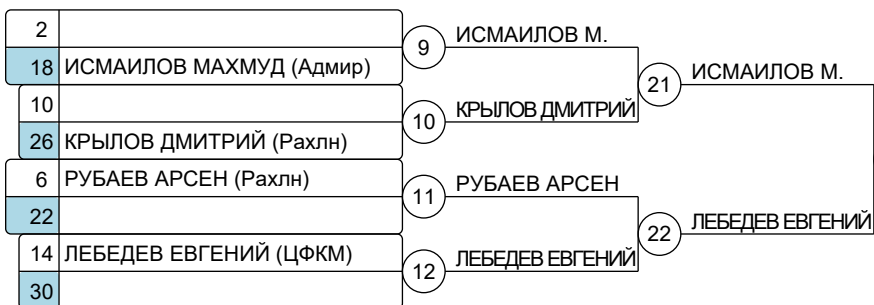 2
18 ИСМАИЛОВ МАХМУД (Адмир)
9 ИСМАИЛОВ М.
10
26 КРЫЛОВ ДМИТРИЙ (Рахлн)
10 КРЫЛОВ ДМИТРИЙ
21 ИСМАИЛОВ М.
6 РУБАЕВ АРСЕН (Рахлн)
22
11 РУБАЕВ АРСЕН
14 ЛЕБЕДЕВ ЕВГЕНИЙ (ЦФКМ)
30
12 ЛЕБЕДЕВ ЕВГЕНИЙ
22 ЛЕБЕДЕВ ЕВГЕНИЙ